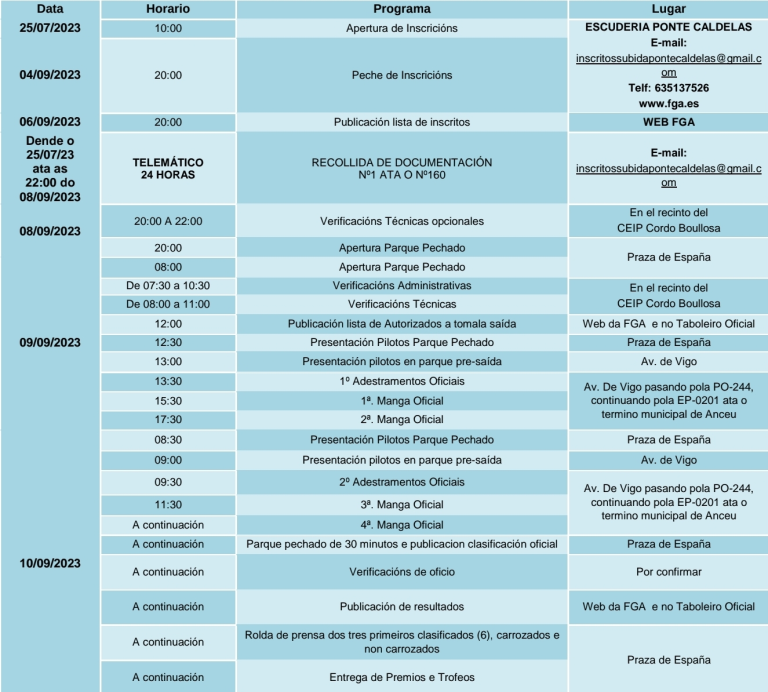 Data Horario Programa Lugar
25/07/2023 10:00 Apertura de Inscricións ESCUDERIA PONTE CALDELAS
E-mail:
inscritossubidapontecaldelas@gmail.c
om
04/09/2023 20:00 Peche de Inscricións
Telf: 635137526
www.fga.es
06/09/2023 20:00 Publicación lista de inscritos WEB FGA
Dende o
25/07/23
ata as
22:00 do
08/09/2023
TELEMÁTICO
24 HORAS
RECOLLIDA DE DOCUMENTACIÓN
Nº1 ATA O Nº160
E-mail:
inscritossubidapontecaldelas@gmail.c
om
08/09/2023
20:00 A 22:00 Verificacións Técnicas opcionales
En el recinto del
CEIP Cordo Boullosa
20:00 Apertura Parque Pechado
Praza de España
09/09/2023
08:00 Apertura Parque Pechado
De 07:30 a 10:30 Verificacións Administrativas
En el recinto del
CEIP Cordo Boullosa
De 08:00 a 11:00 Verificacións Técnicas
12:00 Publicación lista de Autorizados a tomala saída Web da FGA e no Taboleiro Oficial
12:30 Presentación Pilotos Parque Pechado Praza de España
13:00 Presentación pilotos en parque pre-saída Av. de Vigo
13:30 1º Adestramentos Oficiais
Av. De Vigo pasando pola PO-244,
continuando pola EP-0201 ata o
termino municipal de Anceu
15:30 1ª. Manga Oficial
17:30 2ª. Manga Oficial
10/09/2023
08:30 Presentación Pilotos Parque Pechado Praza de España
09:00 Presentación pilotos en parque pre-saída Av. de Vigo
09:30 2º Adestramentos Oficiais
Av. De Vigo pasando pola PO-244,
continuando pola EP-0201 ata o
termino municipal de Anceu
11:30 3ª. Manga Oficial
A continuación 4ª. Manga Oficial
A continuación Parque pechado de 30 minutos e publicacion clasificación oficial Praza de España
A continuación Verificacións de oficio Por confirmar
A continuación Publicación de resultados Web da FGA e no Taboleiro Oficial
A continuación
Rolda de prensa dos tres primeiros clasificados (6), carrozados e
non carrozados
Praza de España
A continuación Entrega de Premios e Trofeos